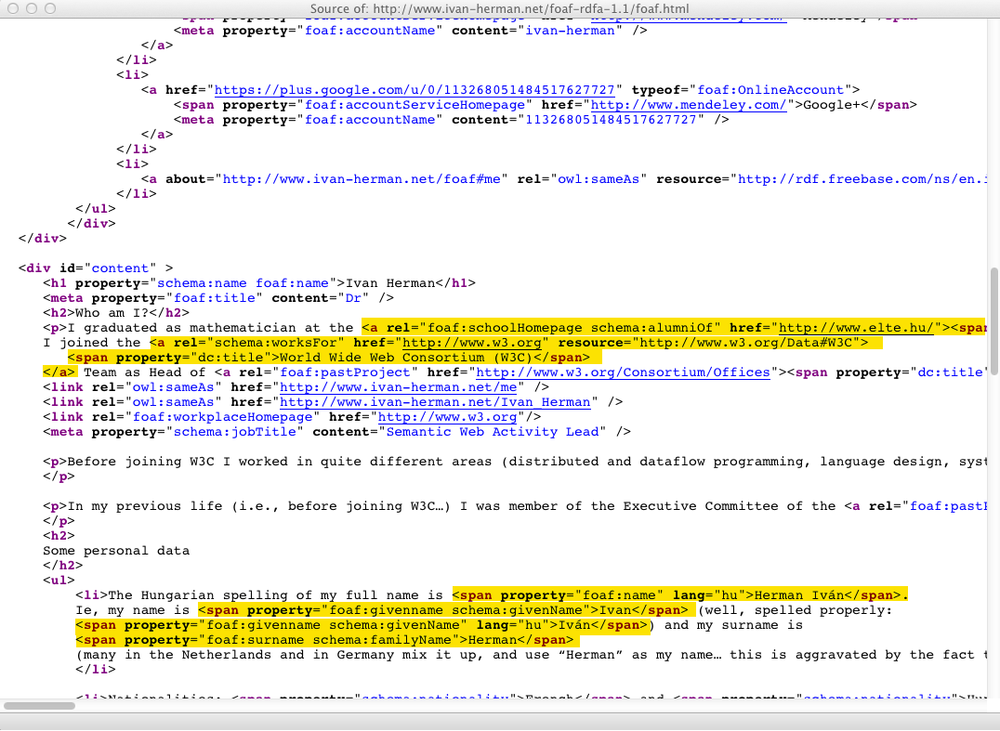 Source of: http://www.ivan-herman.net/foaf-rdfa-1.1/foaf.html
<meta property="foaf:accountName" content="ivan-herman" />
</a>
</li>
<li>
<a href="https://plus.google.com/u/0/113268051484517627727" typeof="foaf:OnlineAccount">
<span property="foaf:accountServiceHomepage" href="http://www.mendeley.com/">Google+</span>
<meta property="foaf:accountName" content="113268051484517627727" />
</a>
</li>
<li>
<a about="http://www.ivan-herman.net/foaf#me" rel="owl:sameAs" resource="http://rdf.freebase.com/ns/en.i
</li>
</ul>
</div>
</div>
<div id="content" >
<h1 property="schema:name foaf:name">Ivan Herman</h1>
<meta property="foaf:title" content="Dr" />
<h2>Who am I?</h2>
<p>I graduated as mathematician at the <a rel="foaf:schoolHomepage schema:alumniOf" href="http://www.elte.hu/"><span
I joined the <a rel="schema:worksFor" href="http://www.w3.org" resource="http://www.w3.org/Data#W3C">
<span property="dc:title">World Wide Web Consortium (W3C)</span>
</a> Team as Head of <a rel="foaf:pastProject" href="http://www.w3.org/Consortium/Offices"><span property="dc:title"
<link rel="owl:sameAs" href="http://www.ivan-herman.net/me" />
<link rel="owl:sameAs" href="http://www.ivan-herman.net/Ivan_Herman" />
<link rel="foaf:workplaceHomepage" href="http://www.w3.org"/>
<meta property="schema:jobTitle" content="Semantic Web Activity Lead" />
<p>Before joining W3C I worked in quite different areas (distributed and dataflow programming, language design, syst
</p>
<p>In my previous life (i.e., before joining W3C…) I was member of the Executive Committee of the <a rel="foaf:pastP
</p>
<h2>
Some personal data
</h2>
<ul>
<li>The Hungarian spelling of my full name is <span property="foaf:name" lang="hu">Herman Iván</span>.
Ie, my name is <span property="foaf:givenname schema:givenName">Ivan</span> (well, spelled properly:
<span property="foaf:givenname schema:givenName" lang="hu">Iván</span>) and my surname is
<span property="foaf:surname schema:familyName">Herman</span>
(many in the Netherlands and in Germany mix it up, and use “Herman” as my name… this is aggravated by the fact t
</li>
<li>Nationalities: <span property="schema:nationality">French</span> and <span property="schema:nationality">Hun